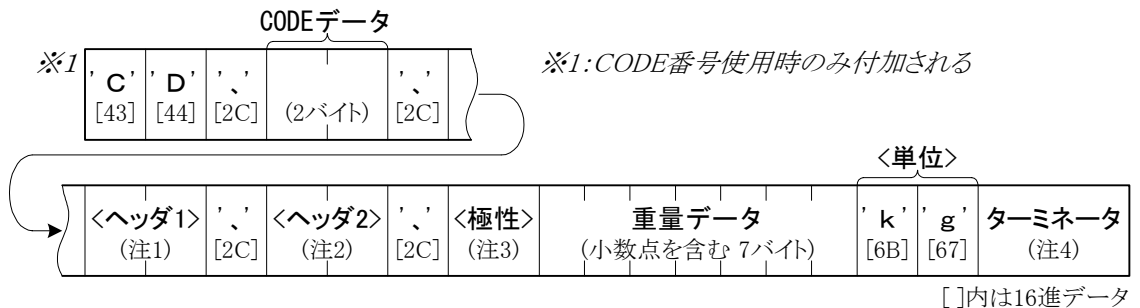 CODEデータ
※1 'C' 'D' '、' '、' ※1:CODE番号使用時のみ付加される
[43] [44] [2C] (2バイト) [2C]
<単位>
<ヘッダ1> '、' <ヘッダ2> '、' <極性> 重量データ 'k' 'g' ターミネータ
(注1) [2C] (注2) [2C] (注3) (小数点を含む 7バイト) [6B] [67] (注4)
[ ]内は16進データ